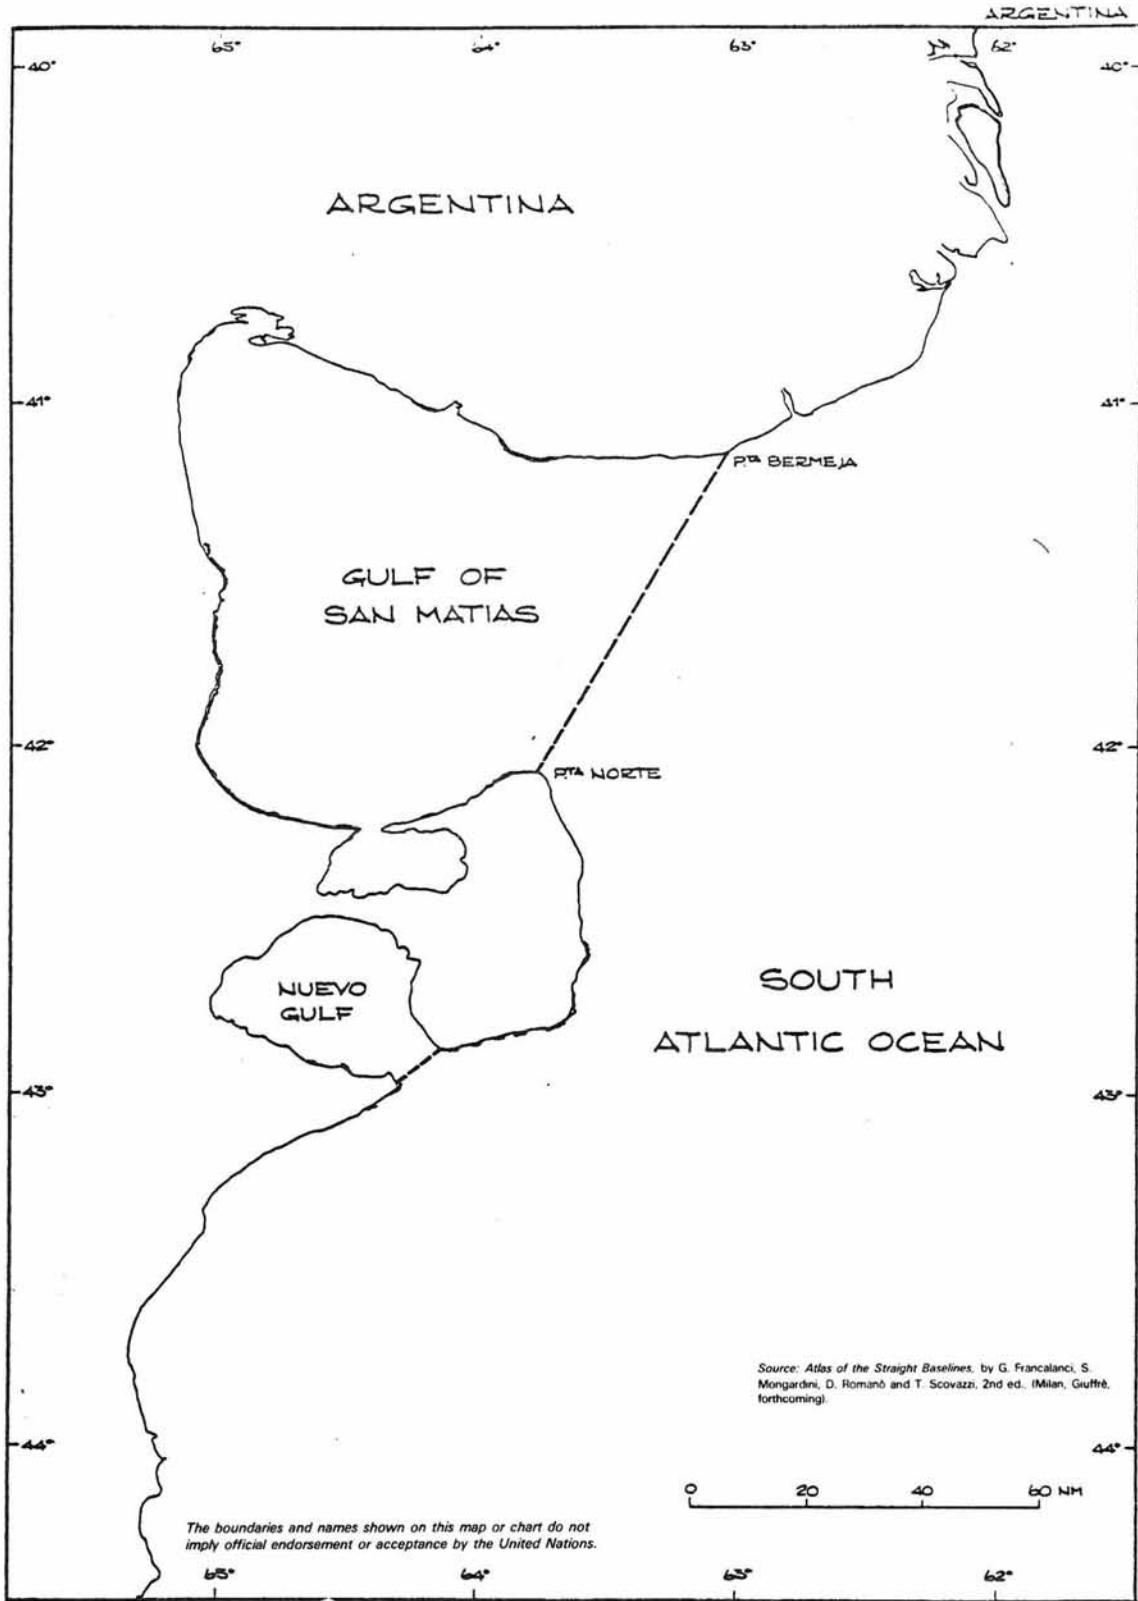 ARGENTINA
65° 64° 63° 62°
40° 40°
ARGENTINA
41° 41°
P.TA BERMEJA
GULF OF
SAN MATIAS
42° 42°
P.TA NORTE
NUEVO
GULF
SOUTH
ATLANTIC OCEAN
43° 43°
Source: Atlas of the Straight Baselines, by G. Francalanci, S.
Mongardini, D. Romanò and T. Scovazzi, 2nd ed., (Milan, Giuffrè,
forthcoming).
44° 44°
0 20 40 60 NM
The boundaries and names shown on this map or chart do not
imply official endorsement or acceptance by the United Nations.
65° 64° 63° 62°